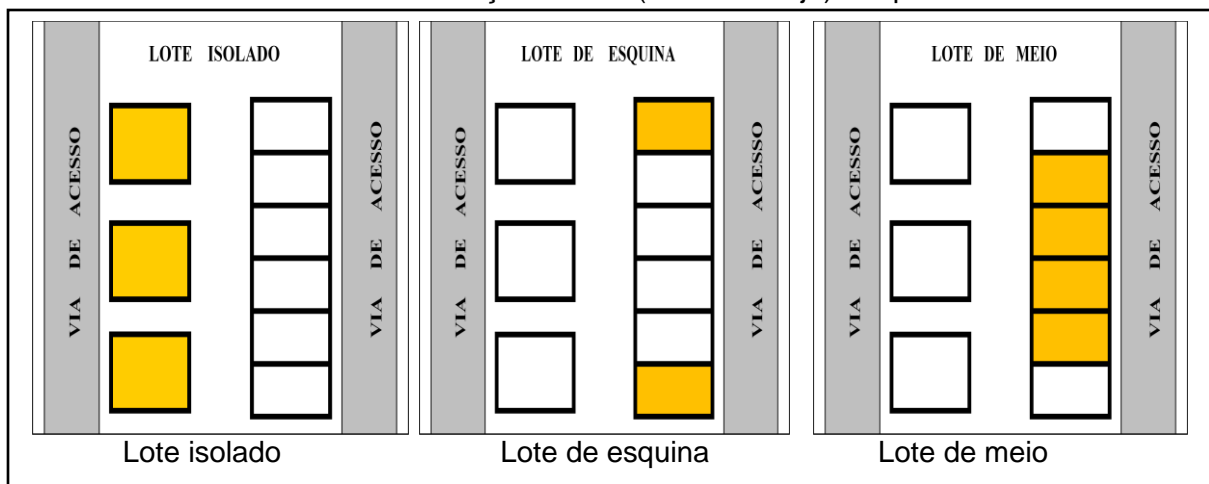 LOTE ISOLADO
VIA DE ACESSO
VIA DE ACESSO
LOTE DE ESQUINA
VIA DE ACESSO
VIA DE ACESSO
LOTE DE MEIO
VIA DE ACESSO
VIA DE ACESSO
Lote isolado
Lote de esquina
Lote de meio